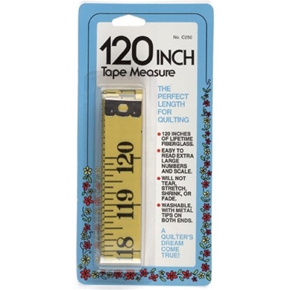 No. C250
120 INCH
Tape Measure
THE
PERFECT
LENGTH
FOR
QUILTING
• 120 INCHES
OF LIFETIME
FIBERGLASS.
• EASY TO
READ EXTRA
LARGE
NUMBERS
AND SCALE.
• WILL NOT
TEAR,
STRETCH,
SHRINK, OR
FADE.
• WASHABLE,
WITH METAL
TIPS ON
BOTH ENDS.
A
QUILTER'S
DREAM
COME
TRUE!
120
119
118